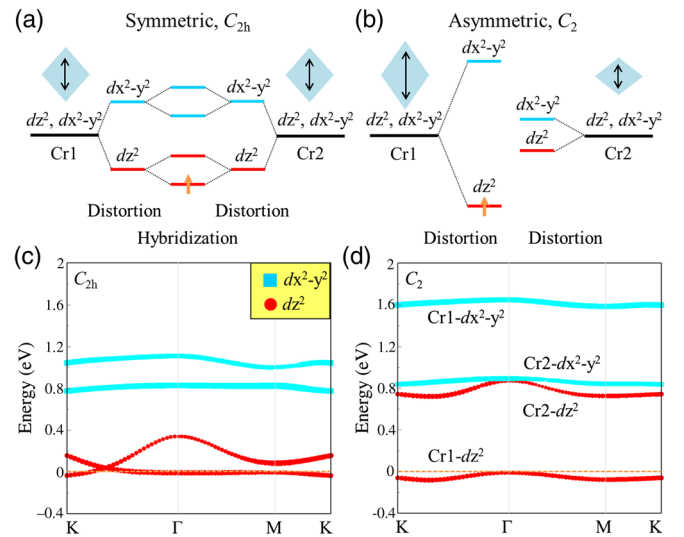 (a)
Symmetric, C₂ₕ
dx²-y²
dx²-y²
dz², dx²-y²
dz², dx²-y²
Cr1
Cr2
dz²
dz²
Distortion
Distortion
Hybridization
(b)
Asymmetric, C₂
dx²-y²
dx²-y²
dz², dx²-y²
dz², dx²-y²
Cr1
dz²
Cr2
dz²
Distortion
Distortion
(c)
C₂ₕ
dx²-y²
dz²
Energy (eV)
2
1.6
1.2
0.8
0.4
0
–0.4
K
Γ
M
K
(d)
C₂
Cr1-dx²-y²
Cr2-dx²-y²
Cr2-dz²
Cr1-dz²
Energy (eV)
2
1.6
1.2
0.8
0.4
0
-0.4
K
Γ
M
K